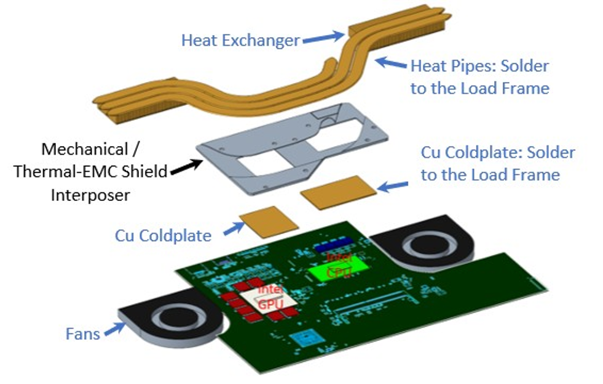 Heat Exchanger
Heat Pipes: Solder
to the Load Frame
Mechanical /
Thermal-EMC Shield
Interposer
Cu Coldplate: Solder
to the Load Frame
Cu Coldplate
Intel
CPU
Intel
GPU
Fans